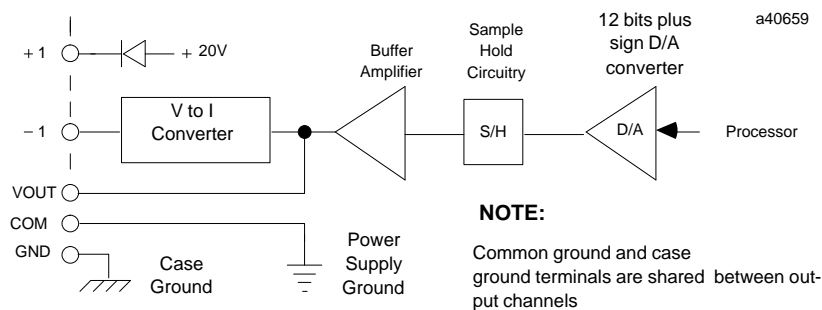 a40659
12 bits plus
sign D/A
converter
Sample
Hold
Circuitry
Buffer
Amplifier
+ 1
+ 20V
– 1
V to I
Converter
S/H
D/A
Processor
VOUT
COM
GND
Case
Ground
Power
Supply
Ground
NOTE:
Common ground and case
ground terminals are shared between out-
put channels